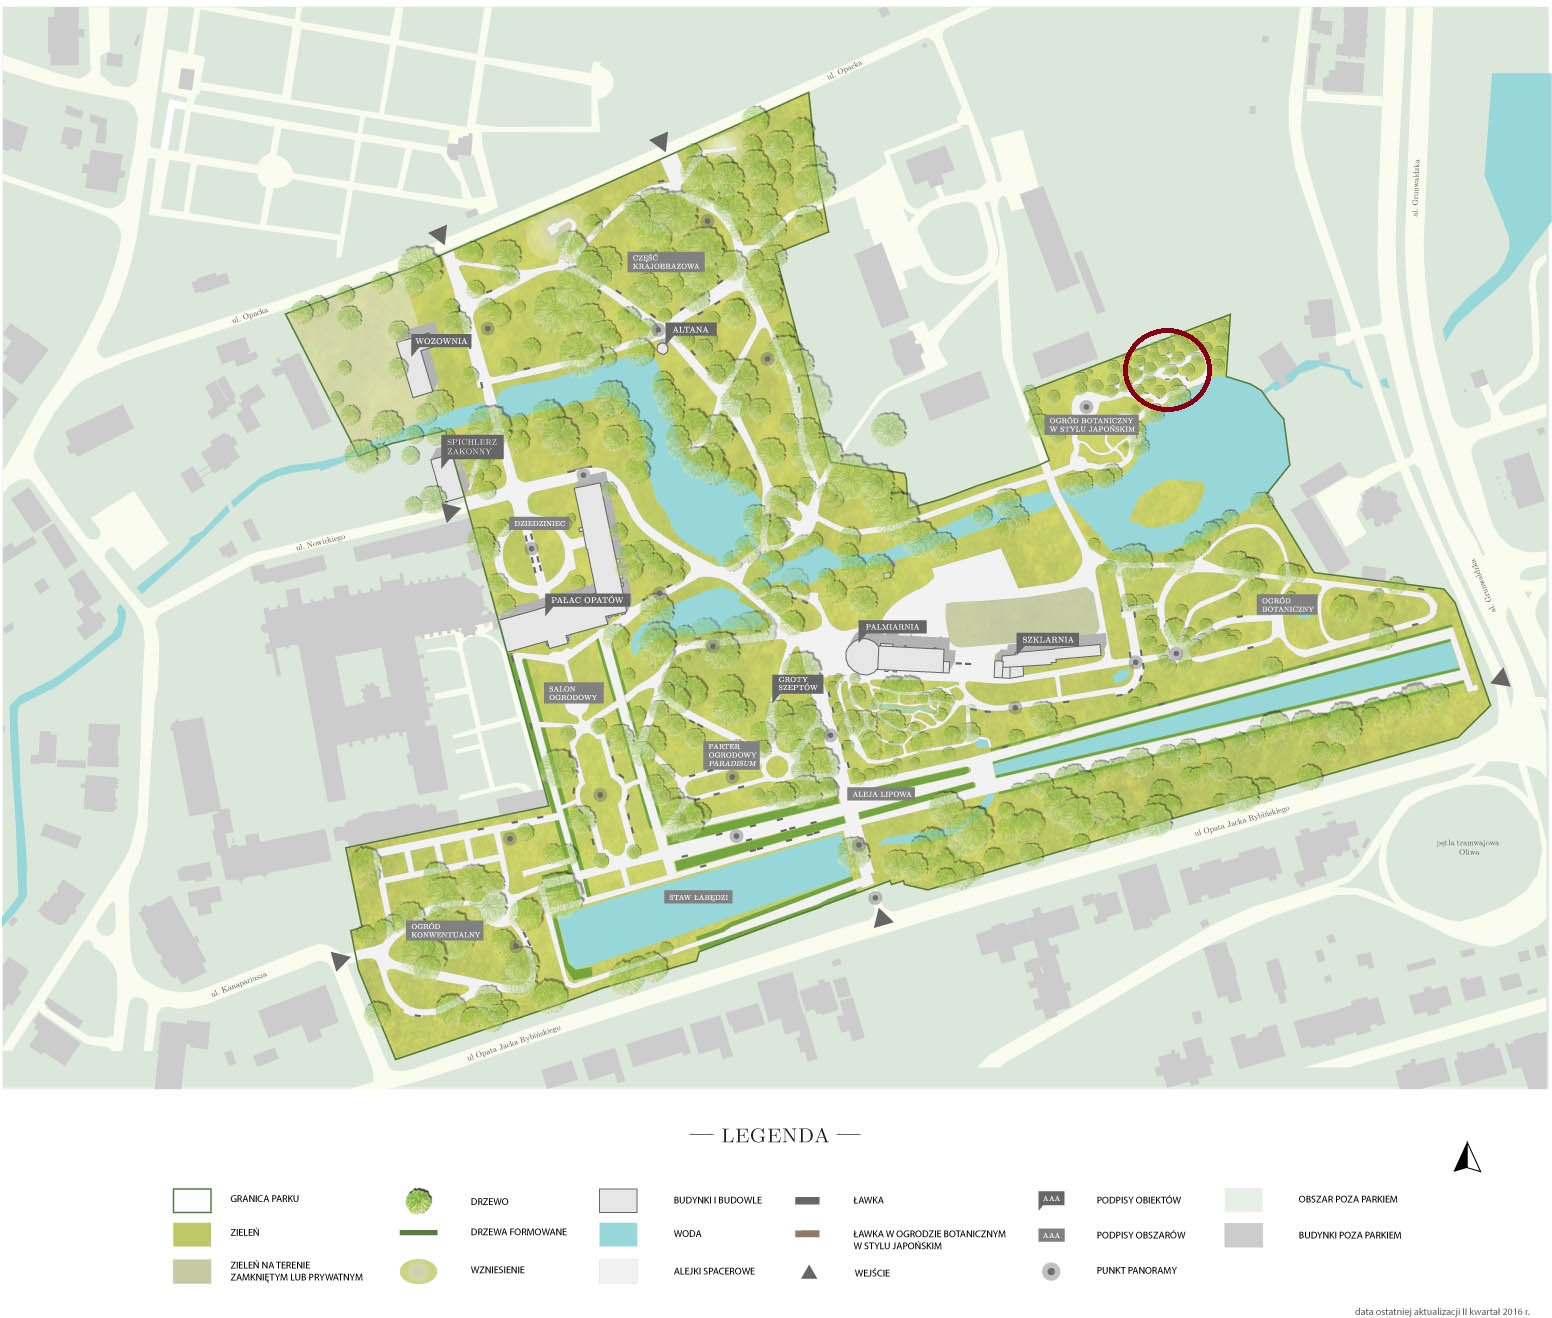 ul. Opacka
al. Grunwaldzka
CZĘŚĆ
KRAJOBRAZOWA
ul. Opacka
ALTANA
WOZOWNIA
OGRÓD BOTANICZNY
W STYLU JAPOŃSKIM
SPICHLERZ
ZAKONNY
DZIEDZINIEC
ul. Nowickiego
al. Grunwaldzka
PAŁAC OPATÓW
OGRÓD
BOTANICZNY
PALMIARNIA
SZKLARNIA
GROTY
SZEPTÓW
SALON
OGRODOWY
PARTER
OGRODOWY
PARADISUM
ALEJA LIPOWA
ul Opata Jacka Rybińskiego
pętla tramwajowa
Oliwa
STAW ŁABĘDZI
OGRÓD
KONWENTUALNY
ul. Kanapariusza
ul Opata Jacka Rybińskiego
LEGENDA
GRANICA PARKU
ZIELEŃ
ZIELEŃ NA TERENIE
ZAMKNIĘTYM LUB PRYWATNYM
DRZEWO
DRZEWA FORMOWANE
WZNIESIENIE
BUDYNKI I BUDOWLE
WODA
ALEJKI SPACEROWE
ŁAWKA
ŁAWKA W OGRODZIE BOTANICZNYM
W STYLU JAPOŃSKIM
WEJŚCIE
AAA
PODPISY OBIEKTÓW
AAA
PODPISY OBSZARÓW
PUNKT PANORAMY
OBSZAR POZA PARKIEM
BUDYNKI POZA PARKIEM
data ostatniej aktualizacji II kwartał 2016 r.